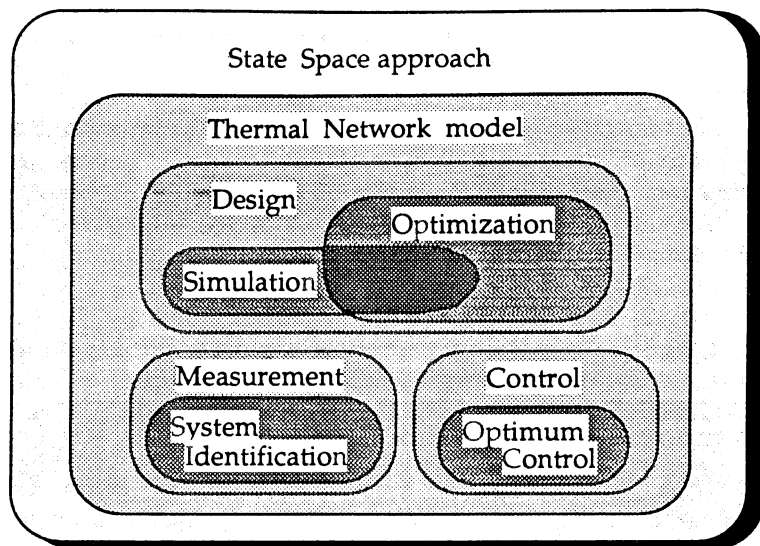 State Space approach
Thermal Network model
Design
Optimization
Simulation
Measurement
Control
System
Identification
Optimum
Control